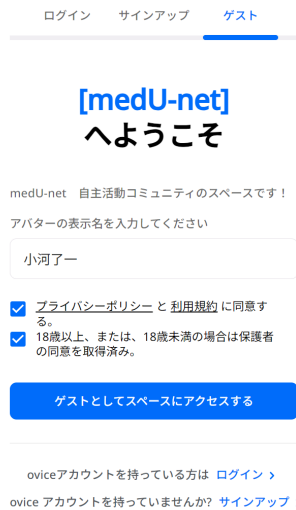 ログイン サインアップ ゲスト
[medU-net]
へようこそ
medU-net　自主活動コミュニティのスペースです！
アバターの表示名を入力してください
小河了一
プライバシーポリシー と 利用規約 に同意す
る。
18歳以上、または、18歳未満の場合は保護者
の同意を取得済み。
ゲストとしてスペースにアクセスする
oviceアカウントを持っている方は ログイン >
ovice アカウントを持っていませんか? サインアップ